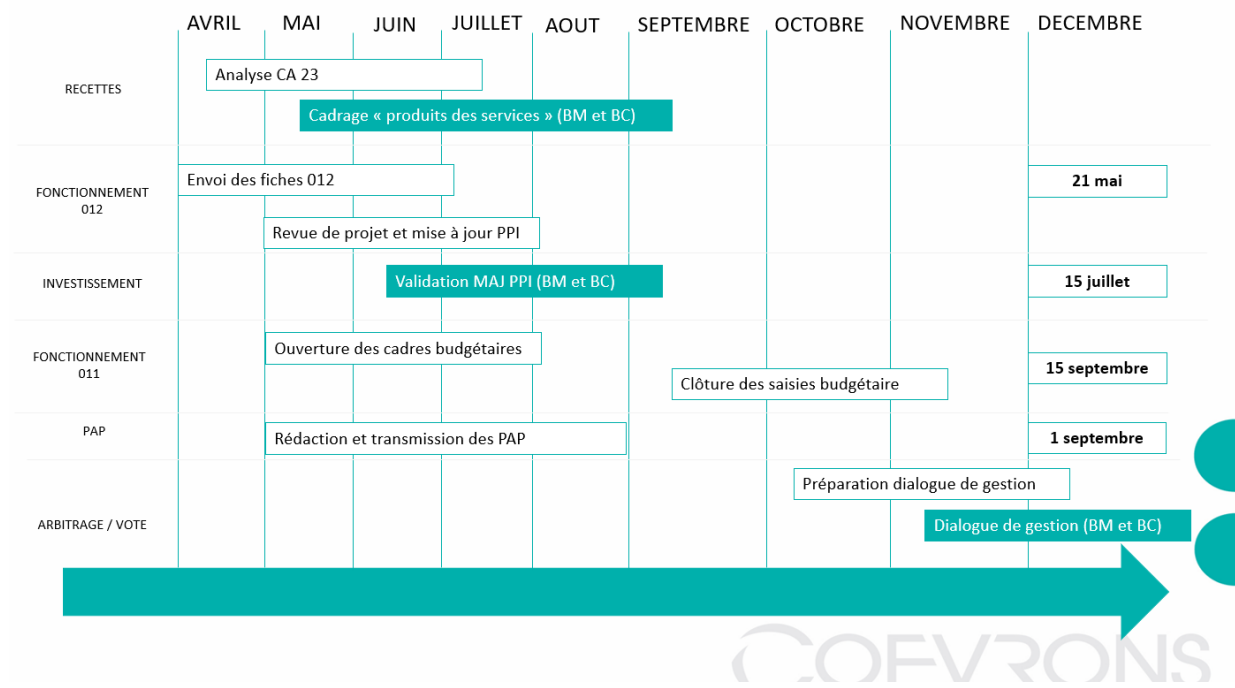 AVRIL MAI JUIN JUILLET AOUT SEPTEMBRE OCTOBRE NOVEMBRE DECEMBRE
RECETTES
Analyse CA 23
Cadrage « produits des services » (BM et BC)
FONCTIONNEMENT
012
Envoi des fiches 012
21 mai
Revue de projet et mise à jour PPI
INVESTISSEMENT
Validation MAJ PPI (BM et BC)
15 juillet
FONCTIONNEMENT
011
Ouverture des cadres budgétaires
Clôture des saisies budgétaire
15 septembre
PAP
Rédaction et transmission des PAP
1 septembre
ARBITRAGE / VOTE
Préparation dialogue de gestion
Dialogue de gestion (BM et BC)
COEVRONS